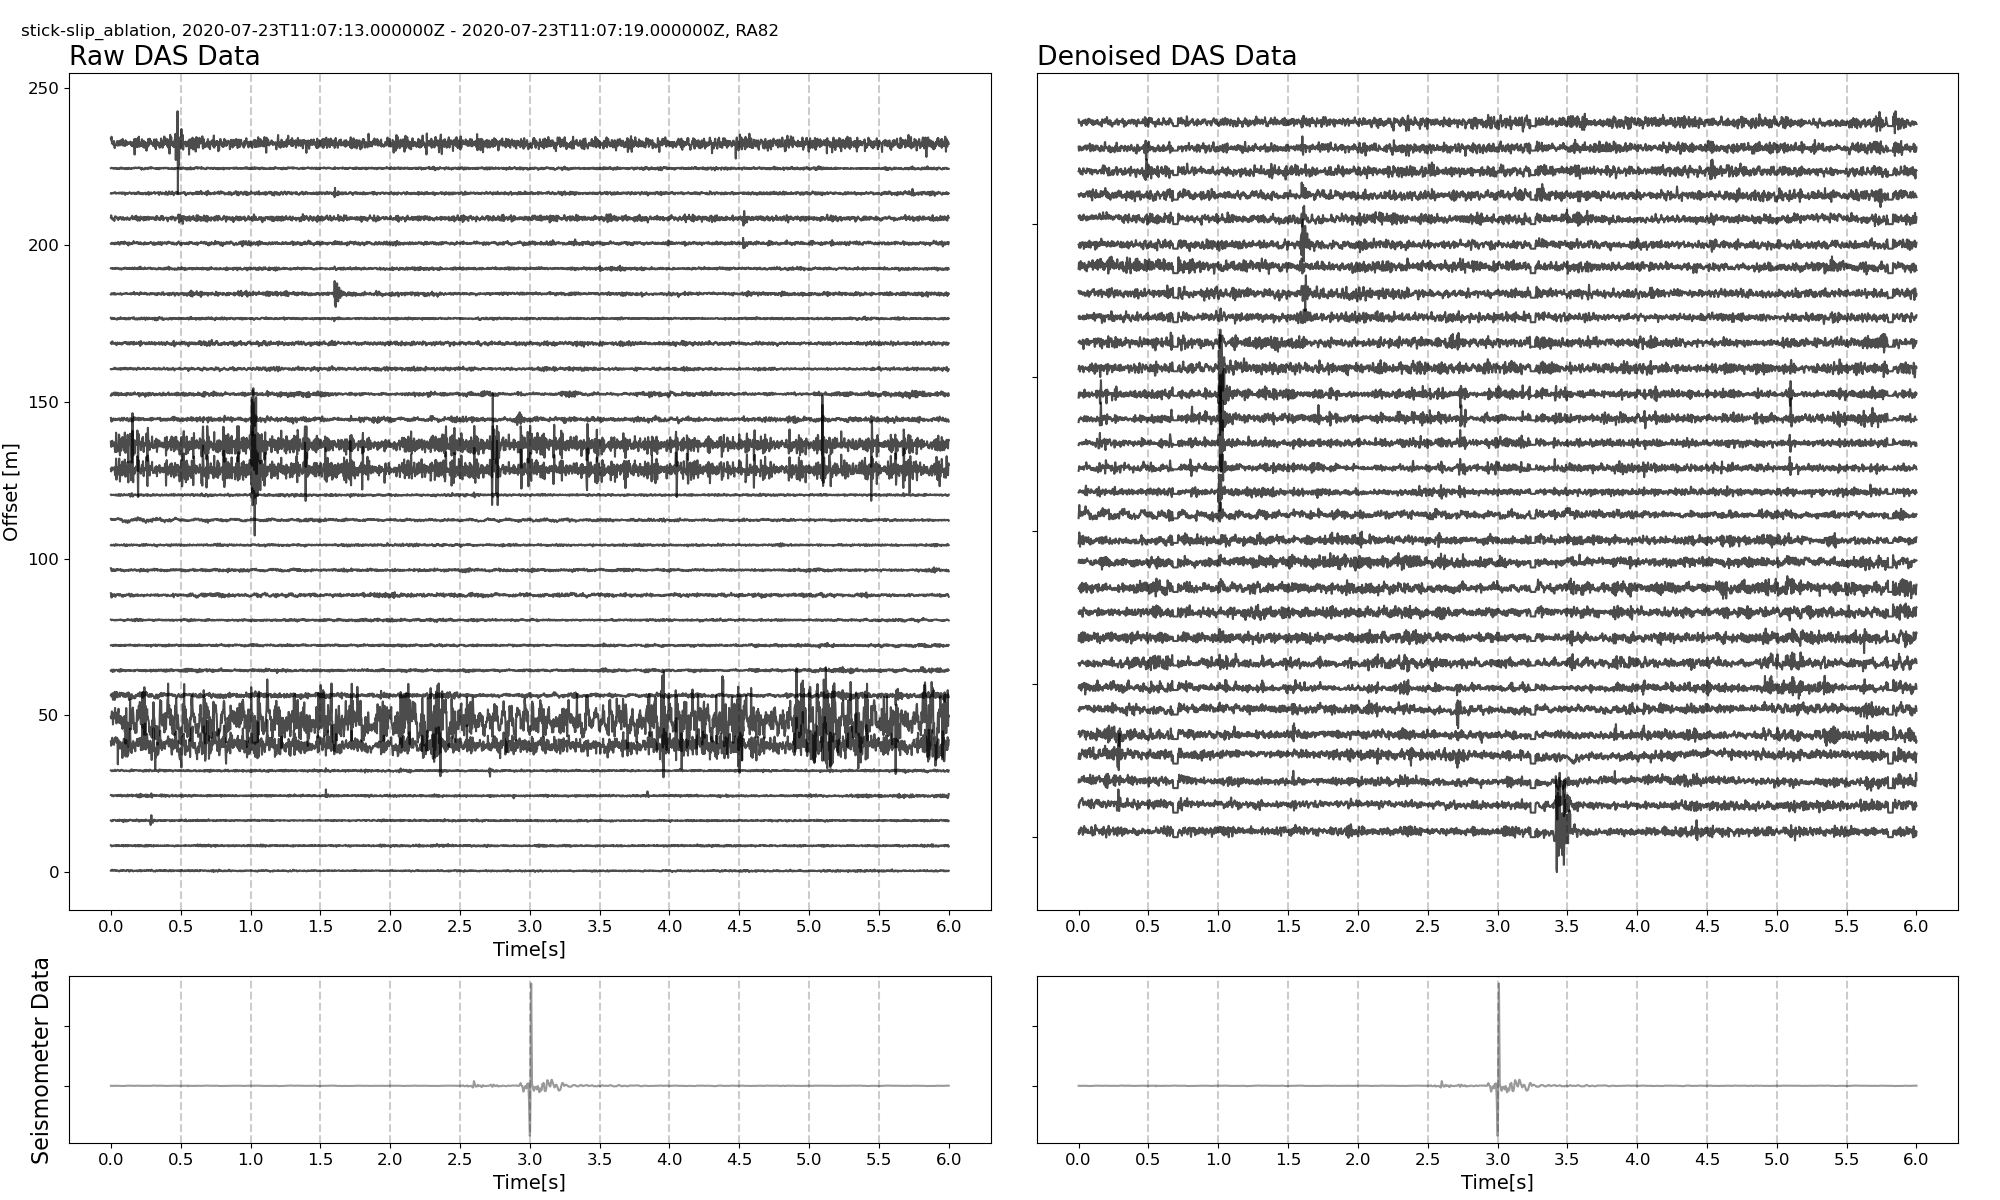 stick-slip_ablation, 2020-07-23T11:07:13.000000Z - 2020-07-23T11:07:19.000000Z, RA82
Raw DAS Data
Denoised DAS Data
250
200
150
100
50
0
Offset [m]
0.0 0.5 1.0 1.5 2.0 2.5 3.0 3.5 4.0 4.5 5.0 5.5 6.0
Time[s]
0.0 0.5 1.0 1.5 2.0 2.5 3.0 3.5 4.0 4.5 5.0 5.5 6.0
Seismometer Data
0.0 0.5 1.0 1.5 2.0 2.5 3.0 3.5 4.0 4.5 5.0 5.5 6.0
Time[s]
0.0 0.5 1.0 1.5 2.0 2.5 3.0 3.5 4.0 4.5 5.0 5.5 6.0
Time[s]